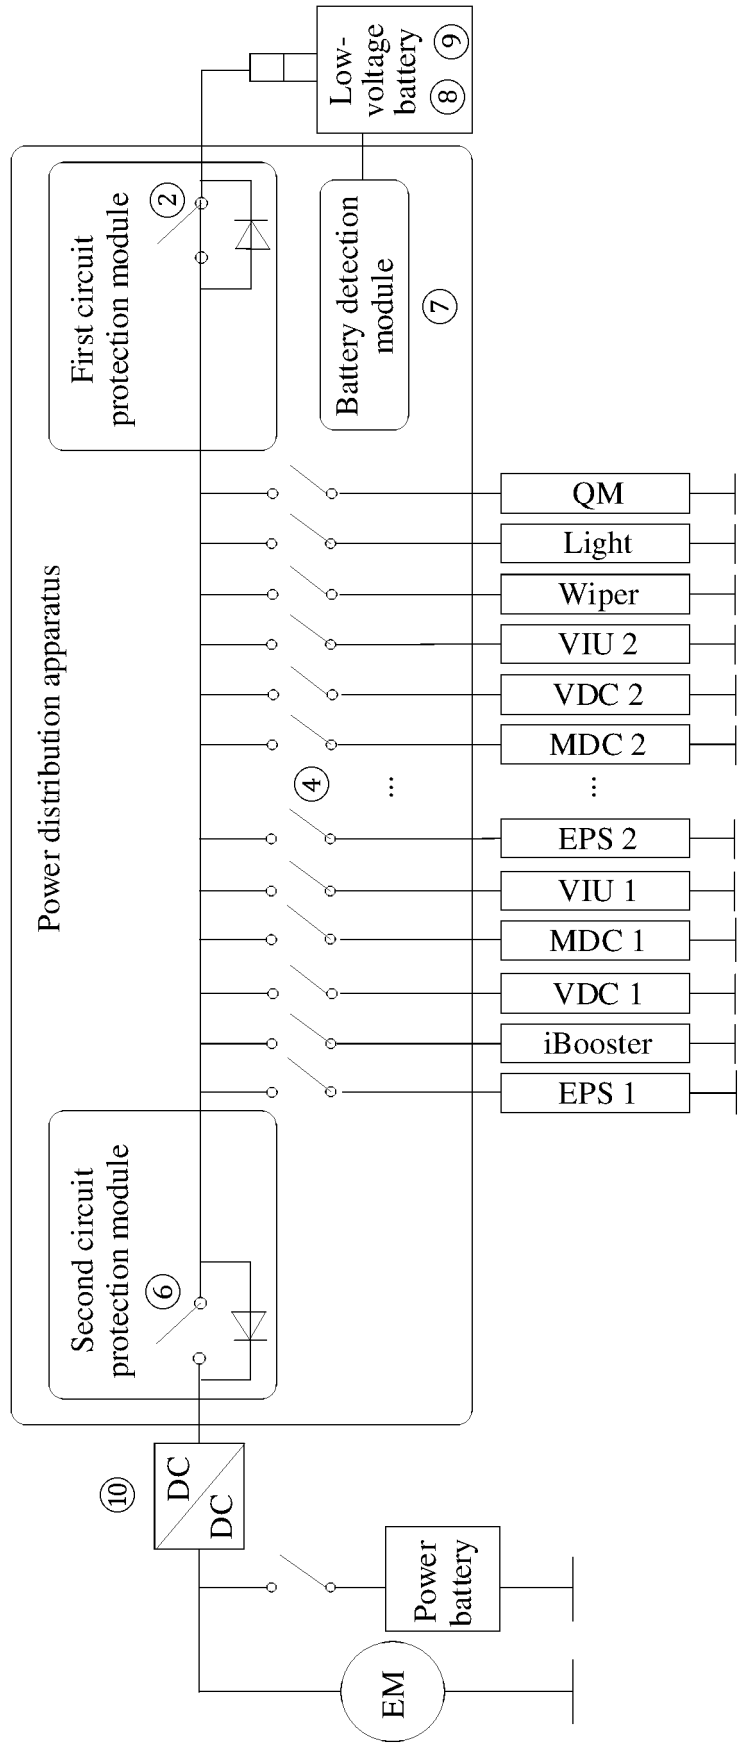 Power distribution apparatus
First circuit
protection module
②
Low-
voltage
battery
⑧ ⑨
Battery detection
module
⑦
Second circuit
protection module
⑥
⑩
DC
DC
Power
battery
EM
④
...
QM
Light
Wiper
VIU 2
VDC 2
MDC 2
...
EPS 2
VIU 1
MDC 1
VDC 1
iBooster
EPS 1